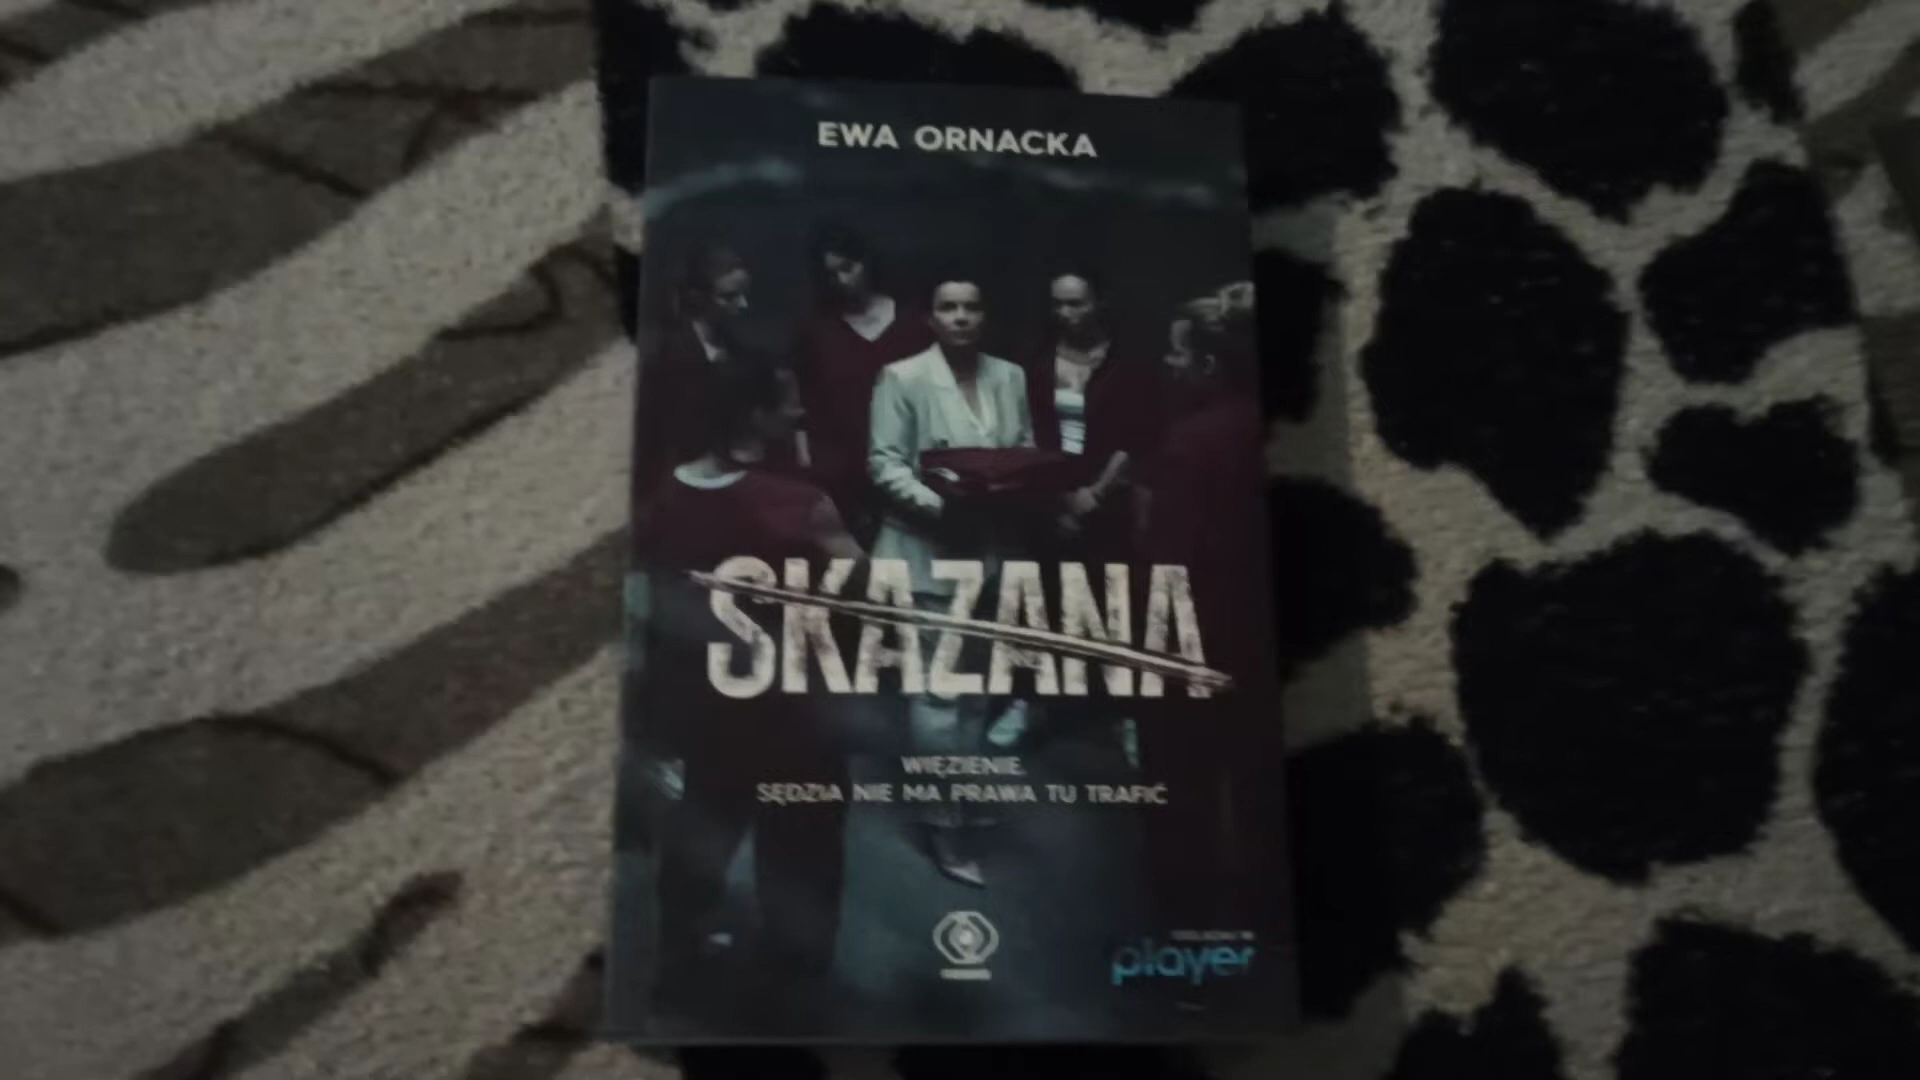 EWA ORNACKA
SKAZANA
WIĘZIENIE.
SĘDZIA NIE MA PRAWA TU TRAFIĆ
player